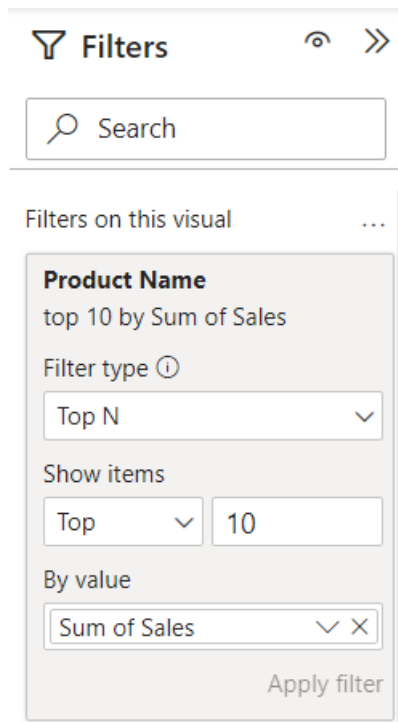 Filters
Search
Filters on this visual
...
Product Name
top 10 by Sum of Sales
Filter type
Top N
Show items
Top 10
By value
Sum of Sales
Apply filter